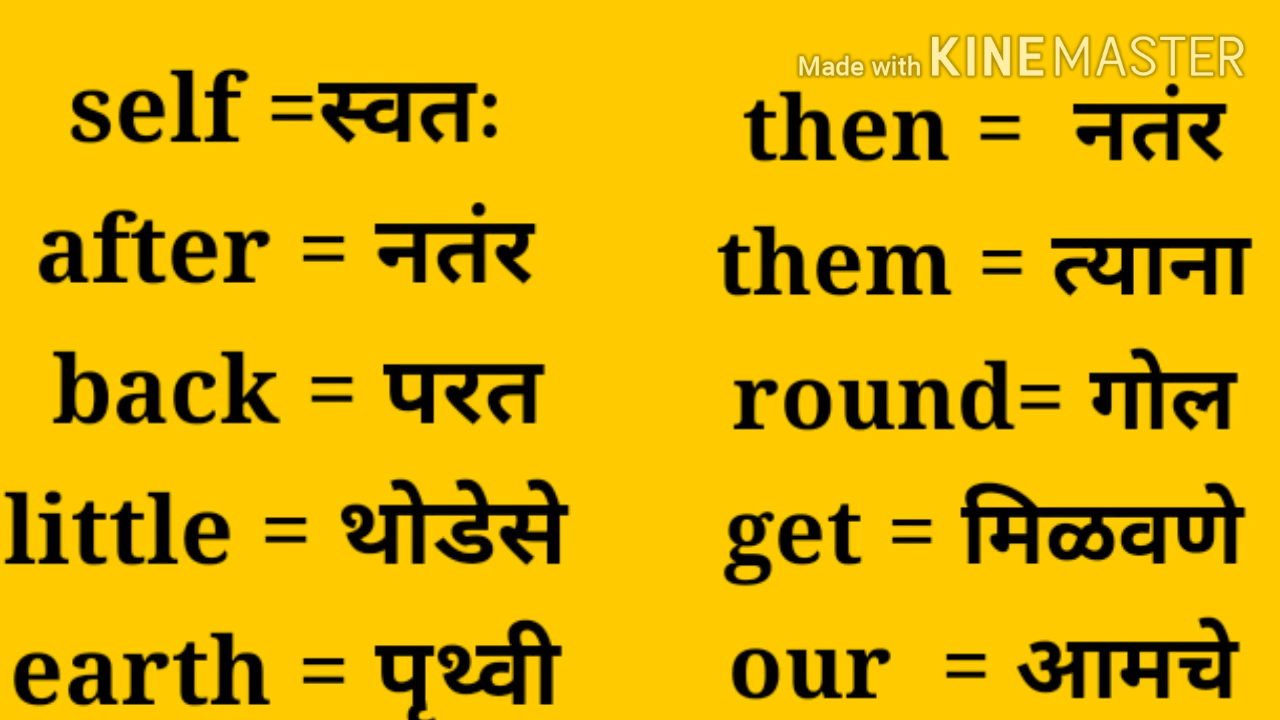 Made with KINEMASTER
self =स्वतः
after = नतंर
back = परत
little = थोडेसे
earth = पृथ्वी
then = नतंर
them = त्याना
round= गोल
get = मिळवणे
our = आमचे